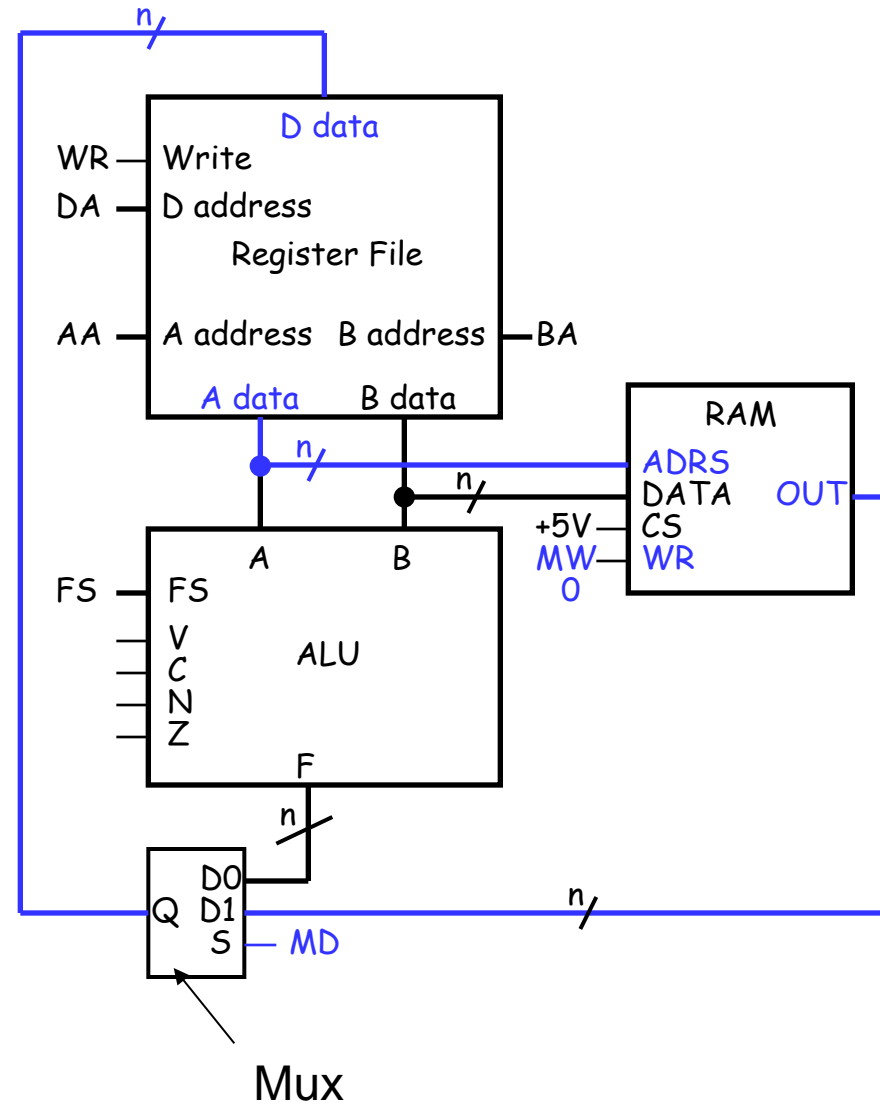 n
D data
WR Write
DA D address
Register File
AA A address B address BA
A data B data
RAM
n ADRS
n DATA OUT
+5V CS
MW WR
0
A B
FS FS
V
C
N
Z
ALU
F
n
D0
Q D1 n
S MD
Mux